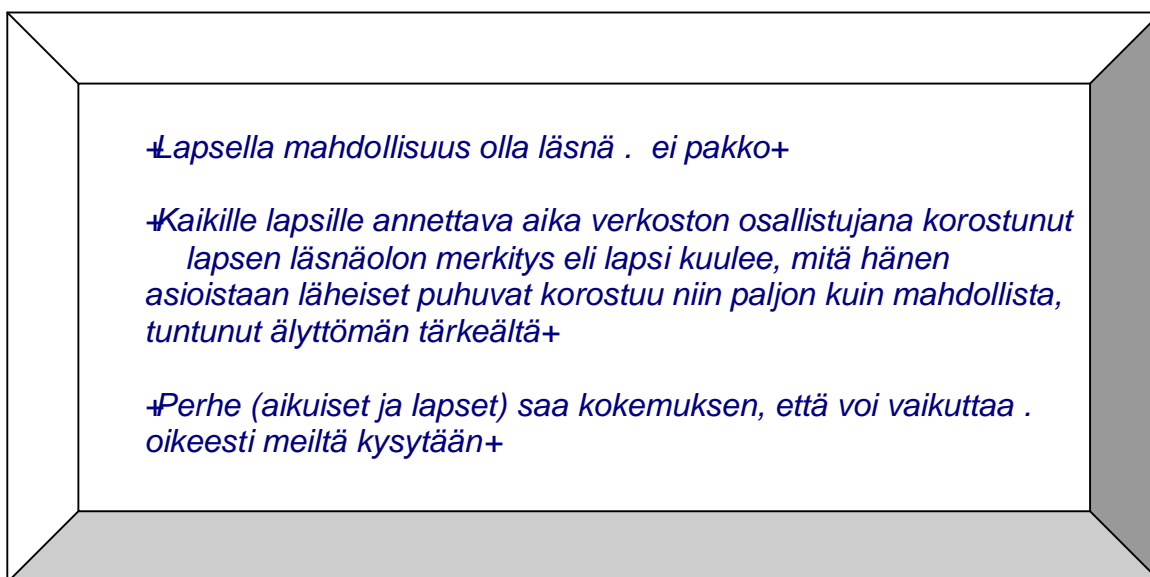 +Lapsella mahdollisuus olla läsnä . ei pakko+
+Kaikille lapsille annettava aika verkoston osallistujana korostunut
lapsen läsnäolon merkitys eli lapsi kuulee, mitä hänen
asioistaan läheiset puhuvat korostuu niin paljon kuin mahdollista,
tuntunut älyttömän tärkeältä+
+Perhe (aikuiset ja lapset) saa kokemuksen, että voi vaikuttaa .
oikeesti meiltä kysytään+